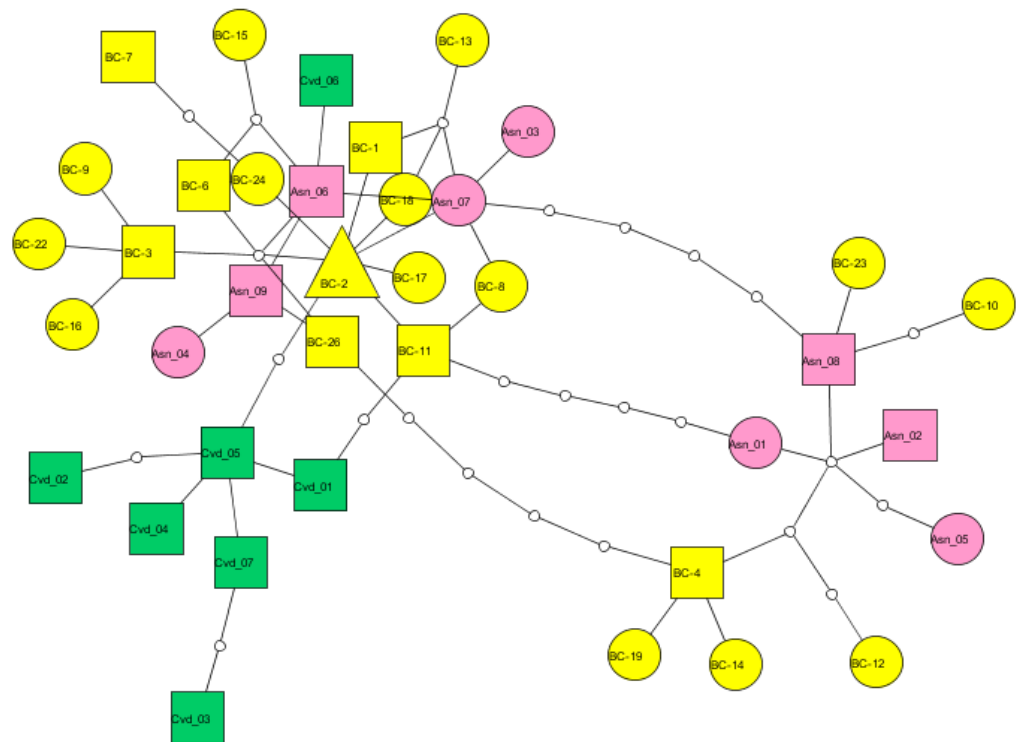 BC-15
BC-13
BC-7
Cvd_06
Asn_03
BC-1
BC-9
BC-24
BC-6
Asn_06
BC-18
Asn_07
BC-22
BC-3
BC-23
BC-17
BC-2
BC-8
Asn_09
BC-10
BC-16
BC-26
BC-11
Asn_04
Asn_08
Asn_02
Asn_01
Cvd_05
Cvd_02
Cvd_01
Cvd_04
Asn_05
Cvd_07
BC-4
BC-19
BC-14
BC-12
Cvd_03